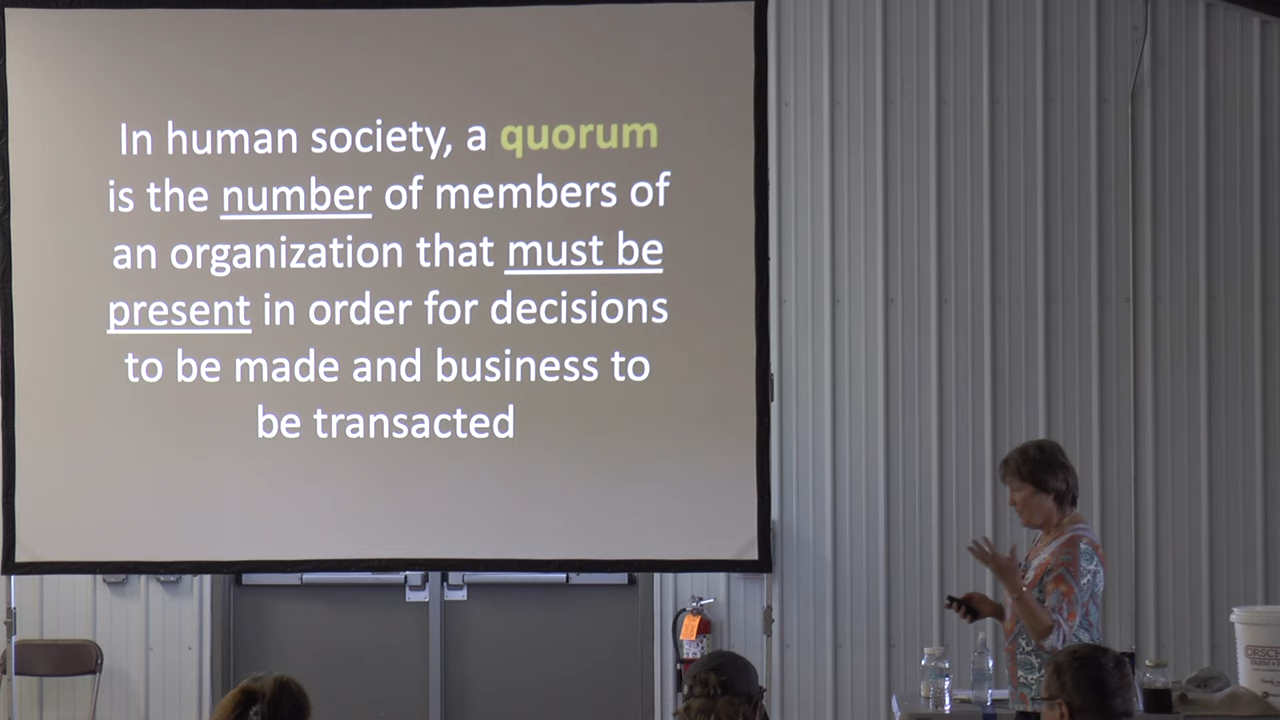 In human society, a quorum
is the number of members of
an organization that must be
present in order for decisions
to be made and business to
be transacted